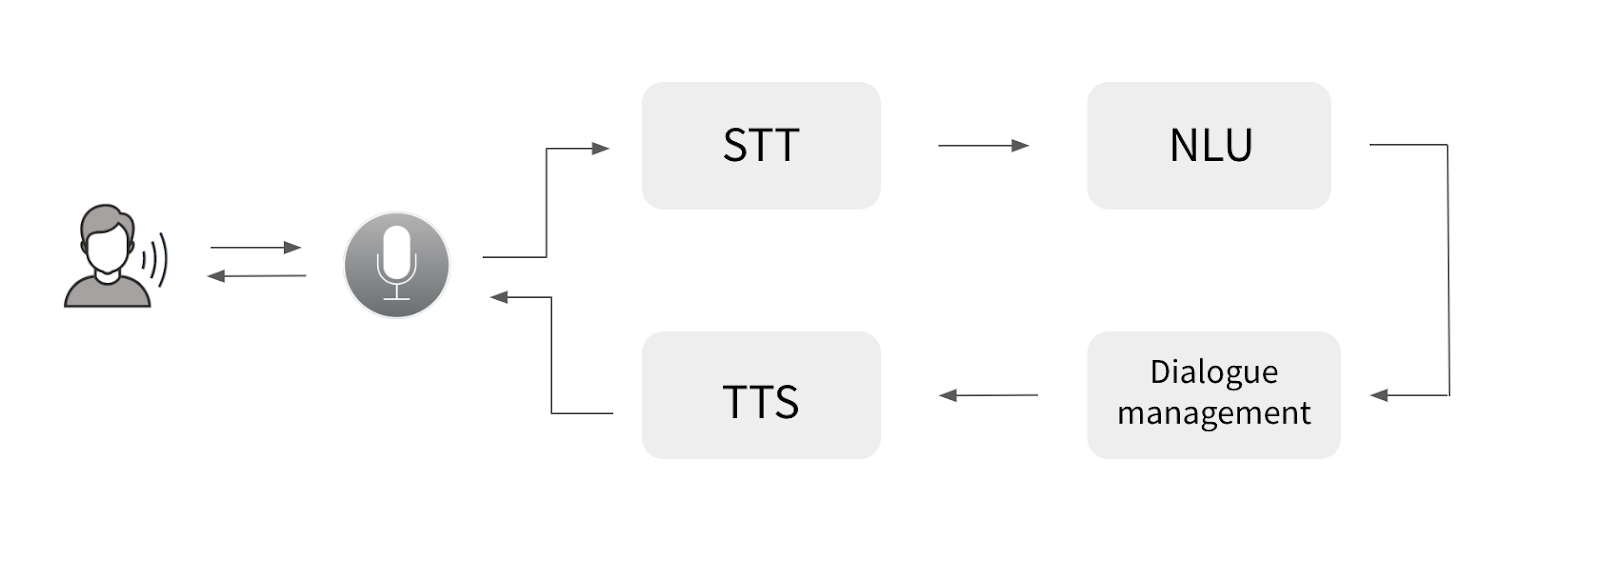 STT
NLU
TTS
Dialogue
management